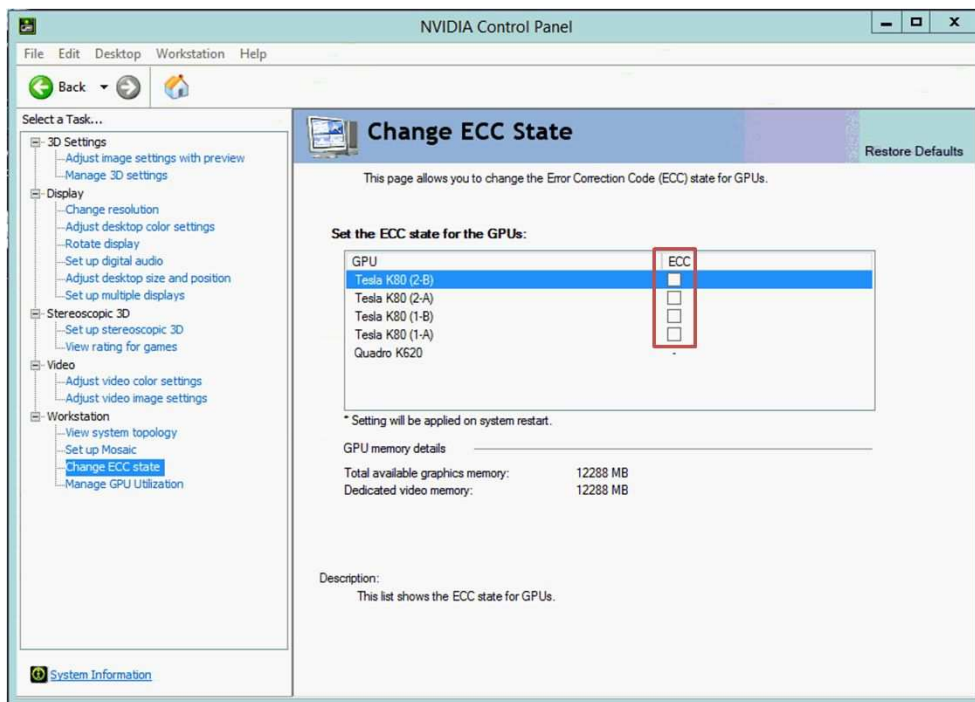 NVIDIA Control Panel
File Edit Desktop Workstation Help
Back
Select a Task...
3D Settings
Adjust image settings with preview
Manage 3D settings
Display
Change resolution
Adjust desktop color settings
Rotate display
Set up digital audio
Adjust desktop size and position
Set up multiple displays
Stereoscopic 3D
Set up stereoscopic 3D
View rating for games
Video
Adjust video color settings
Adjust video image settings
Workstation
View system topology
Set up Mosaic
Change ECC state
Manage GPU Utilization
System Information
Change ECC State
Restore Defaults
This page allows you to change the Error Correction Code (ECC) state for GPUs.
Set the ECC state for the GPUs:
GPU ECC
Tesla K80 (2-B)
Tesla K80 (2-A)
Tesla K80 (1-B)
Tesla K80 (1-A)
Quadro K620 -
* Setting will be applied on system restart.
GPU memory details
Total available graphics memory: 12288 MB
Dedicated video memory: 12288 MB
Description:
This list shows the ECC state for GPUs.